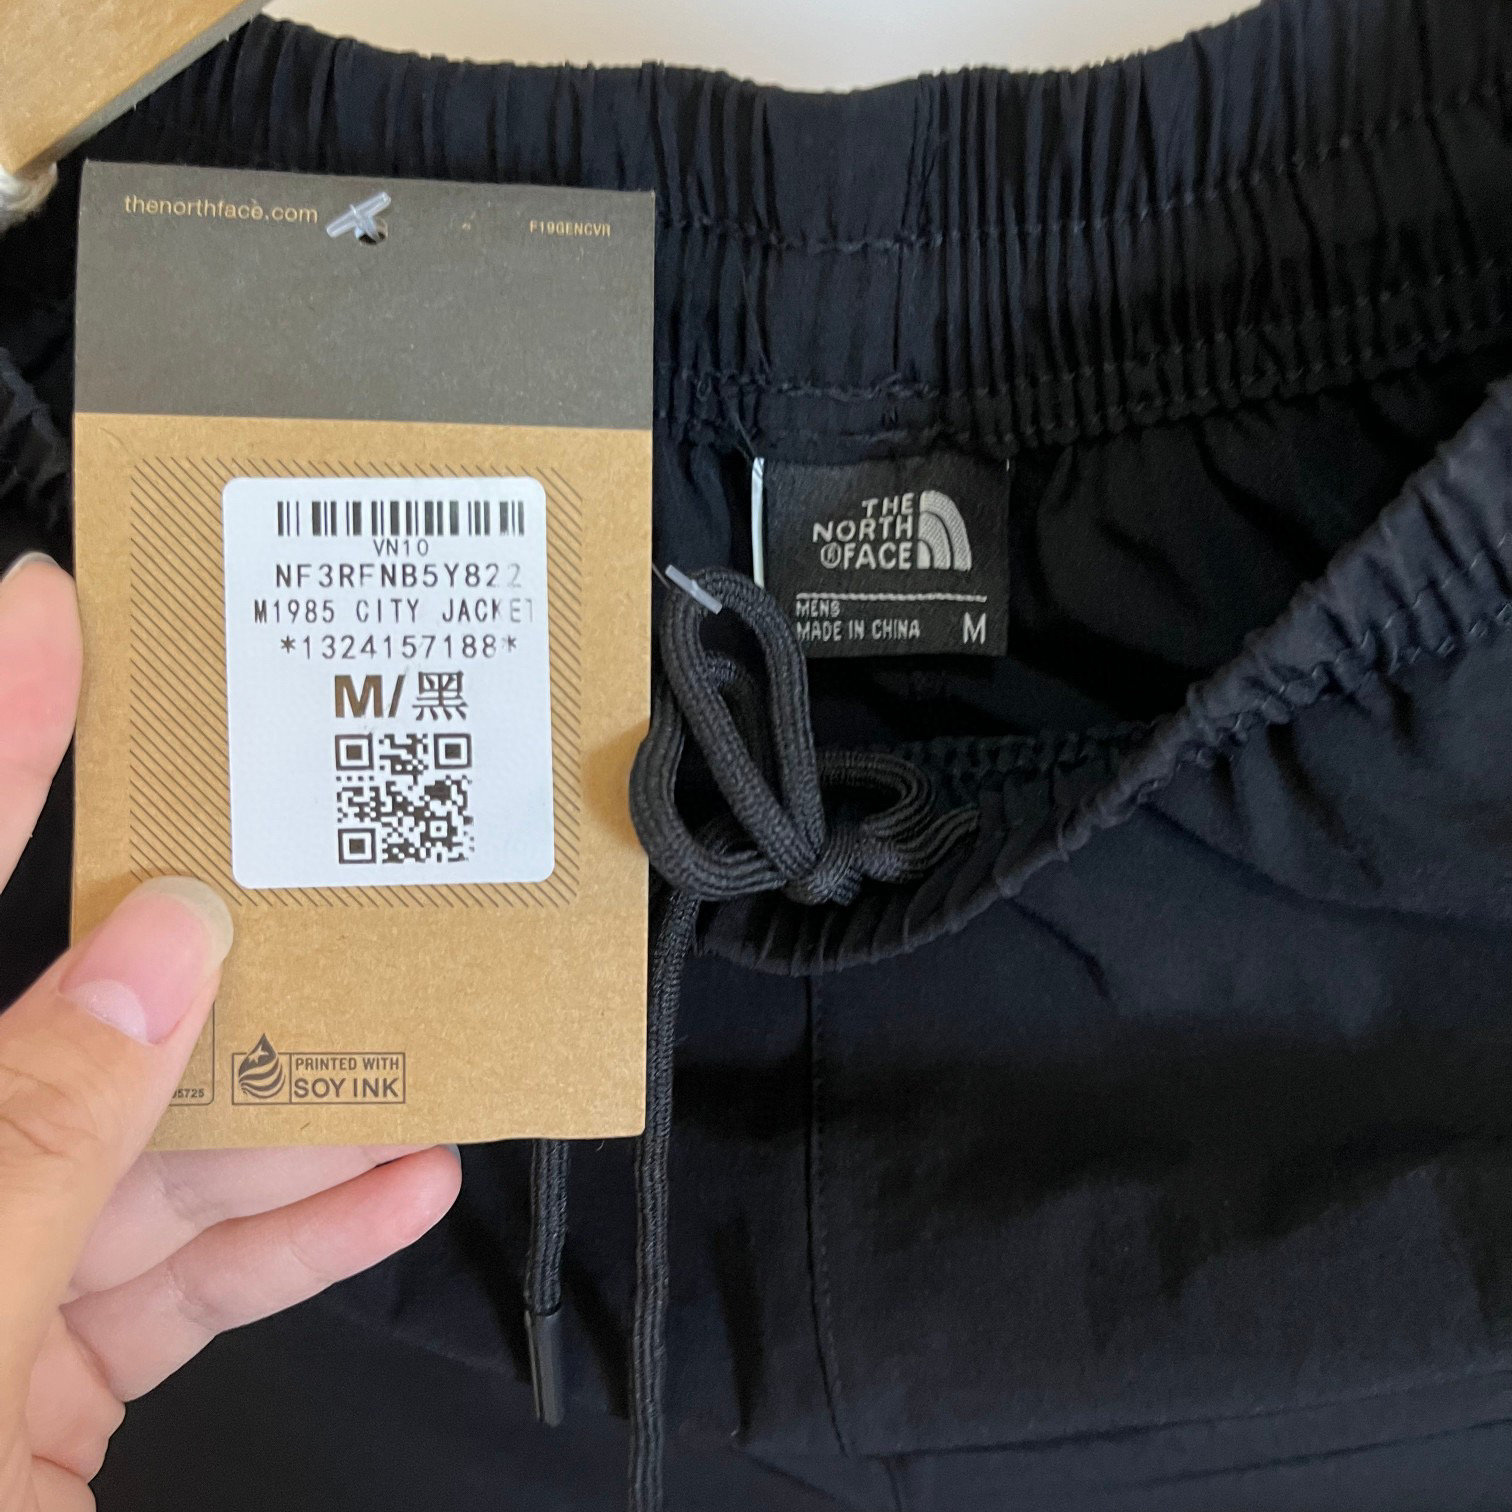 thenorthface.com
F19GENCVR
VN10
NF3RFNB5Y822
M1985 CITY JACKET
*1324157188*
M/黑
05725
PRINTED WITH
SOY INK
THE
NORTH
FACE
MENS
MADE IN CHINA
M